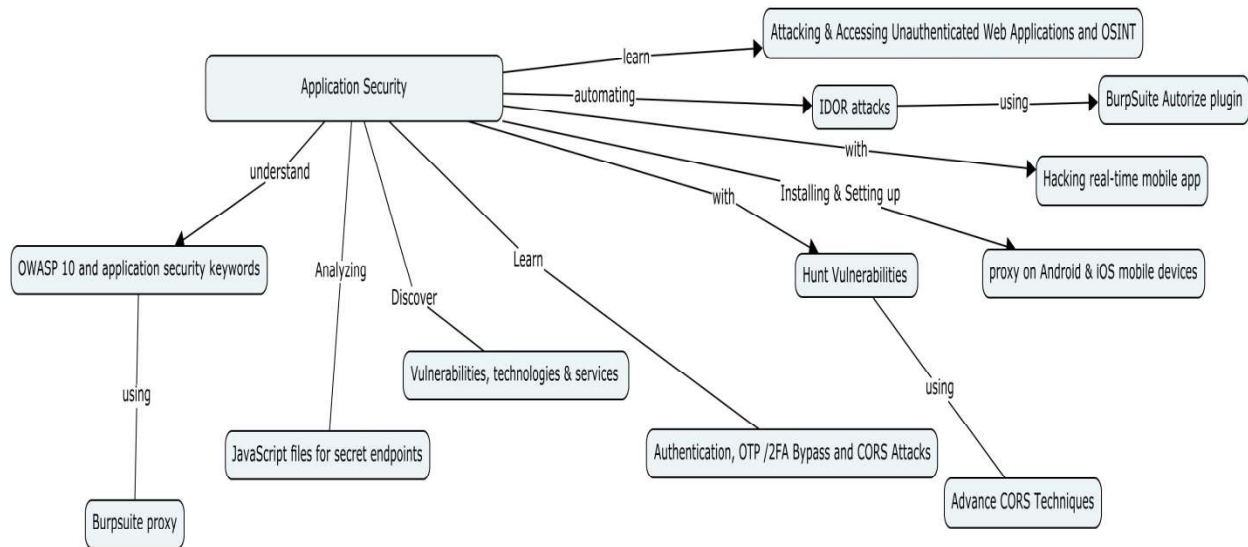 Attacking & Accessing Unauthenticated Web Applications and OSINT
learn
Application Security
automating
IDOR attacks
using
BurpSuite Autorize plugin
with
Hacking real-time mobile app
understand
with
Installing & Setting up
OWASP 10 and application security keywords
Analyzing
Learn
Hunt Vulnerabilities
proxy on Android & iOS mobile devices
Discover
Vulnerabilities, technologies & services
using
using
JavaScript files for secret endpoints
Authentication, OTP /2FA Bypass and CORS Attacks
Advance CORS Techniques
Burpsuite proxy